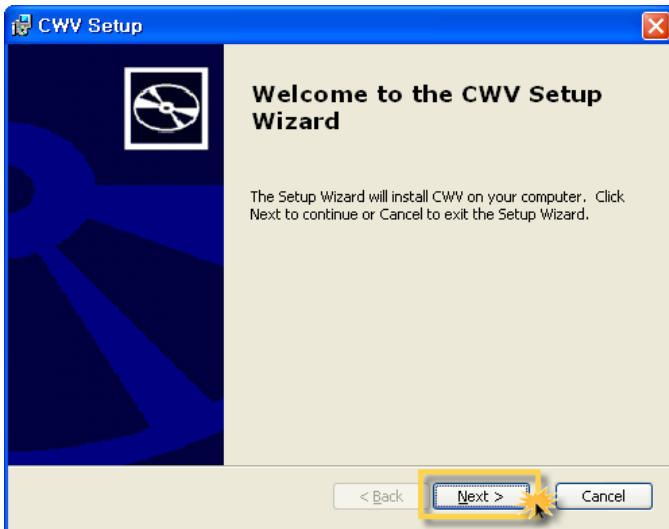 CWV Setup
Welcome to the CWV Setup
Wizard
The Setup Wizard will install CWV on your computer. Click
Next to continue or Cancel to exit the Setup Wizard.
< Back
Next >
Cancel